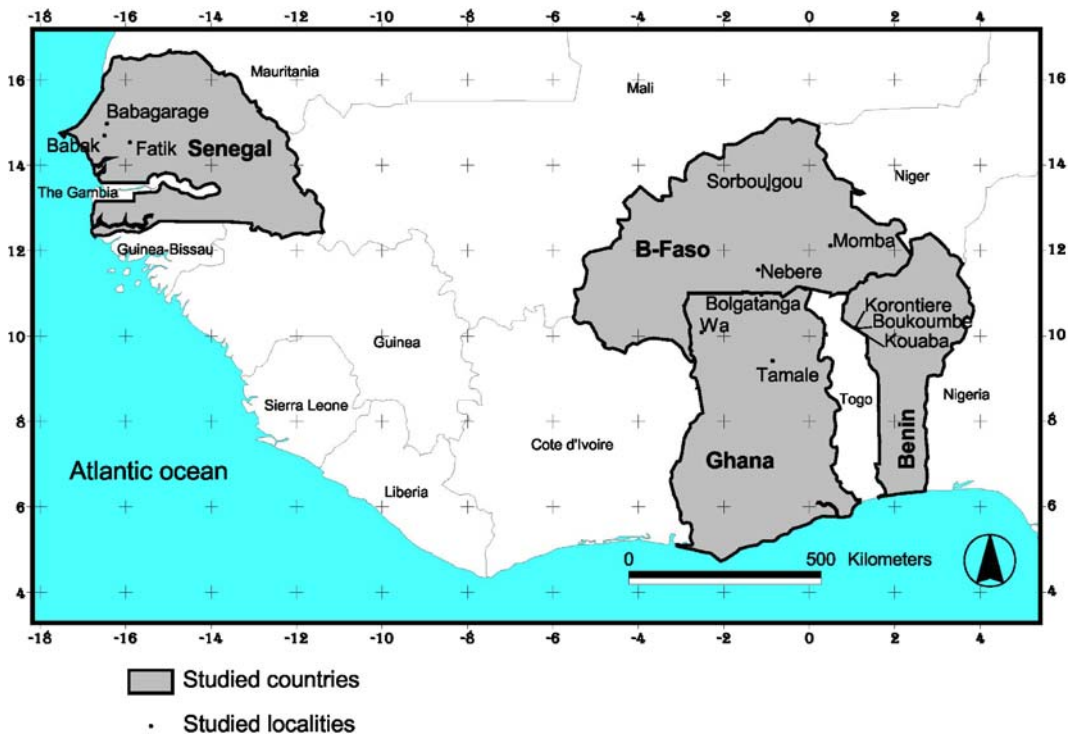 -18 -16 -14 -12 -10 -8 -6 -4 -2 0 2 4
16 16
Mauritania
Mali
Babagarage
Babak
Fatik
Senegal
14 14
Sorboulgou
Niger
The Gambia
12 12
Guinea-Bissau
B-Faso
Momba
Nebere
Bolgatanga
Korontiere
Wa
Boukoumbe
10 10
Guinea
Kouaba
Tamale
Sierra Leone
Togo
Nigeria
8 8
Cote d'Ivoire
Atlantic ocean
Ghana
Benin
Liberia
6 6
0 500 Kilometers
4 4
-18 -16 -14 -12 -10 -8 -6 -4 -2 0 2 4
Studied countries
Studied localities